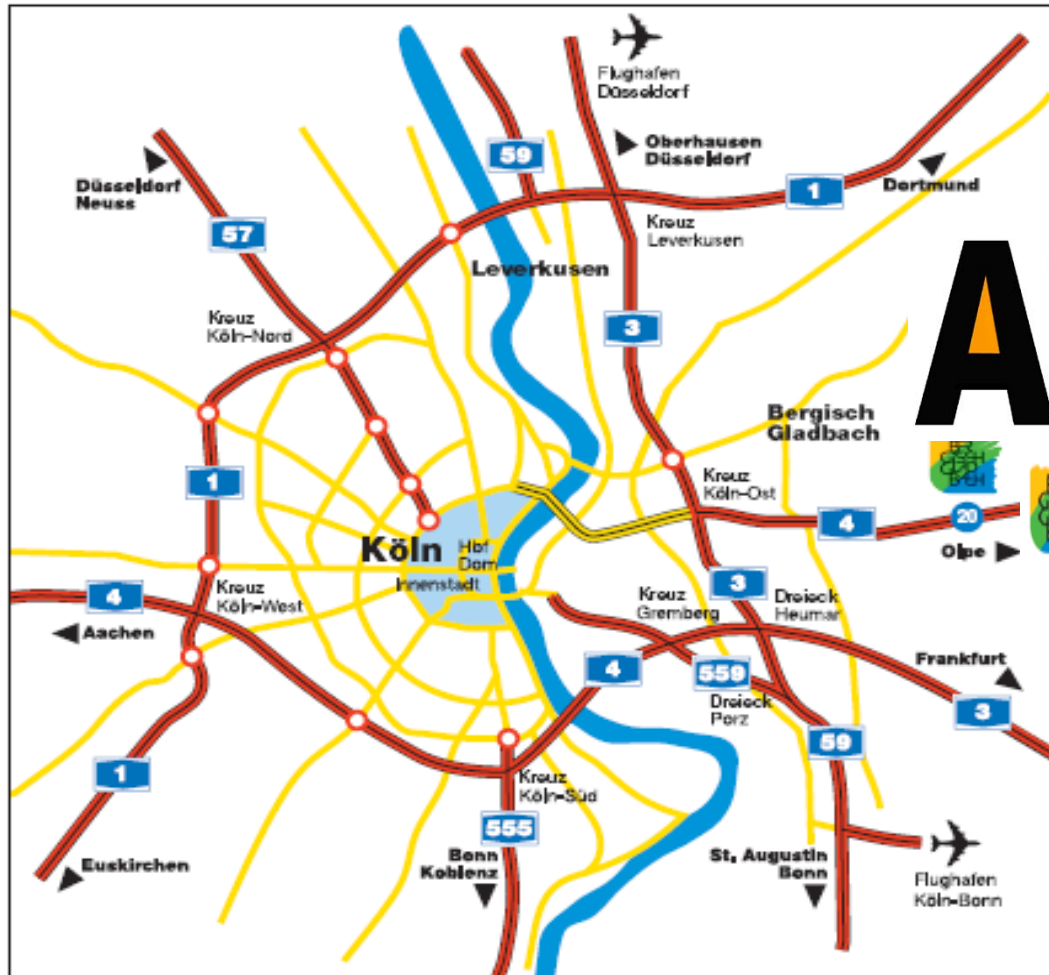 Flughafen
Düsseldorf
Oberhausen
Düsseldorf
59
Düsseldorf
Neuss
57
1
Dortmund
Kreuz
Leverkusen
Leverkusen
Kreuz
Köln-Nord
3
A
Bergisch
Gladbach
1
Kreuz
Köln-Ost
4
20
Olpe
Köln
Hbf
Dom
Innenstadt
4
Kreuz
Köln-West
Aachen
3
Kreuz
Gremberg
Dreieck
Heumar
4
559
Frankfurt
Dreieck
Porz
3
59
1
Kreuz
Köln-Süd
555
Euskirchen
Bonn
Koblenz
St. Augustin
Bonn
Flughafen
Köln-Bonn